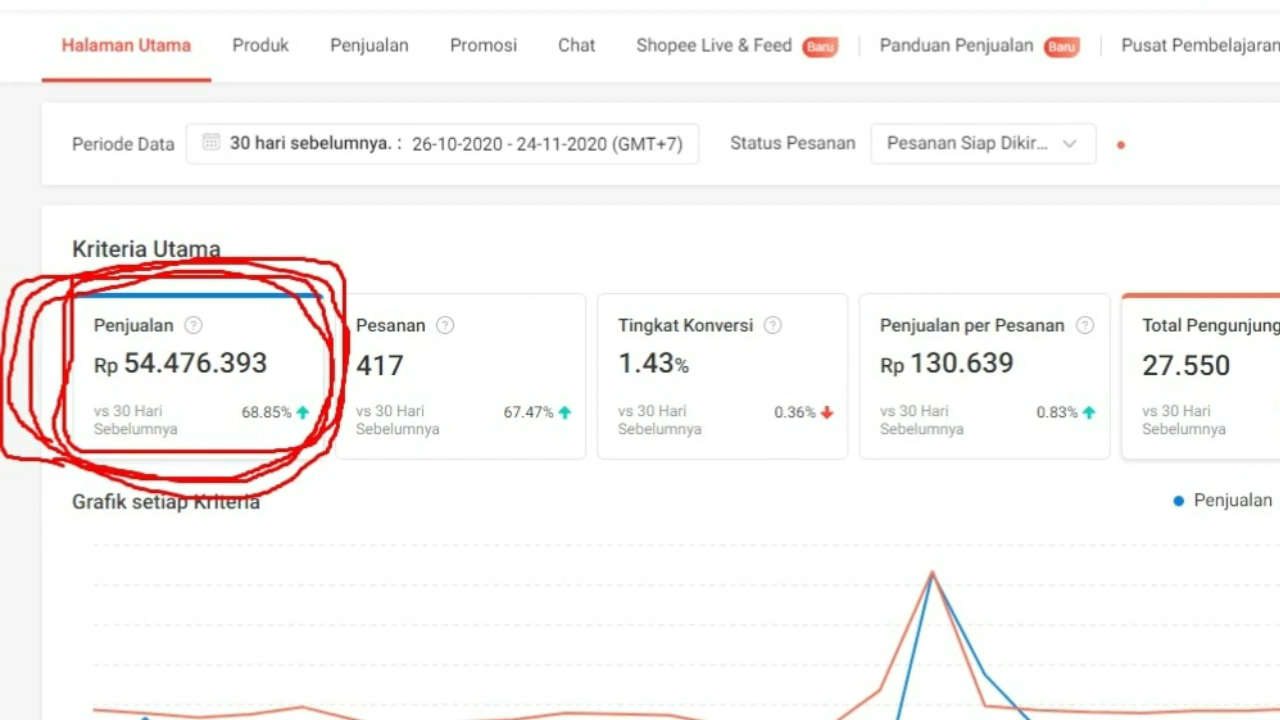 Halaman Utama Produk Penjualan Promosi Chat Shopee Live & Feed Baru Panduan Penjualan Baru Pusat Pembelajaran
Periode Data 30 hari sebelumnya. : 26-10-2020 - 24-11-2020 (GMT+7) Status Pesanan Pesanan Siap Dikir...
Kriteria Utama
Penjualan ?
Rp 54.476.393
vs 30 Hari
Sebelumnya
68.85%
Pesanan ?
417
vs 30 Hari
Sebelumnya
67.47%
Tingkat Konversi ?
1.43%
vs 30 Hari
Sebelumnya
0.36%
Penjualan per Pesanan ?
Rp 130.639
vs 30 Hari
Sebelumnya
0.83%
Total Pengunjung
27.550
vs 30 Hari
Sebelumnya
Grafik setiap Kriteria
Penjualan